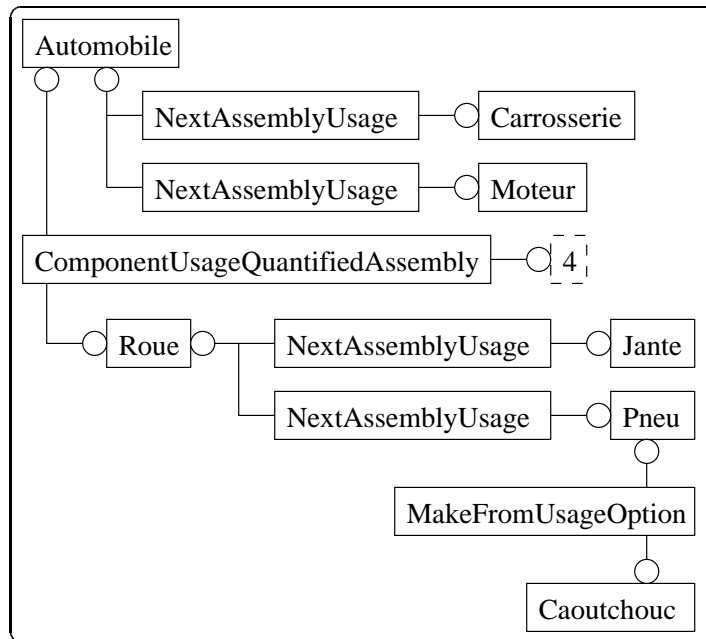 Automobile
NextAssemblyUsage Carrosserie
NextAssemblyUsage Moteur
ComponentUsageQuantifiedAssembly 4
Roue NextAssemblyUsage Jante
NextAssemblyUsage Pneu
MakeFromUsageOption
Caoutchouc